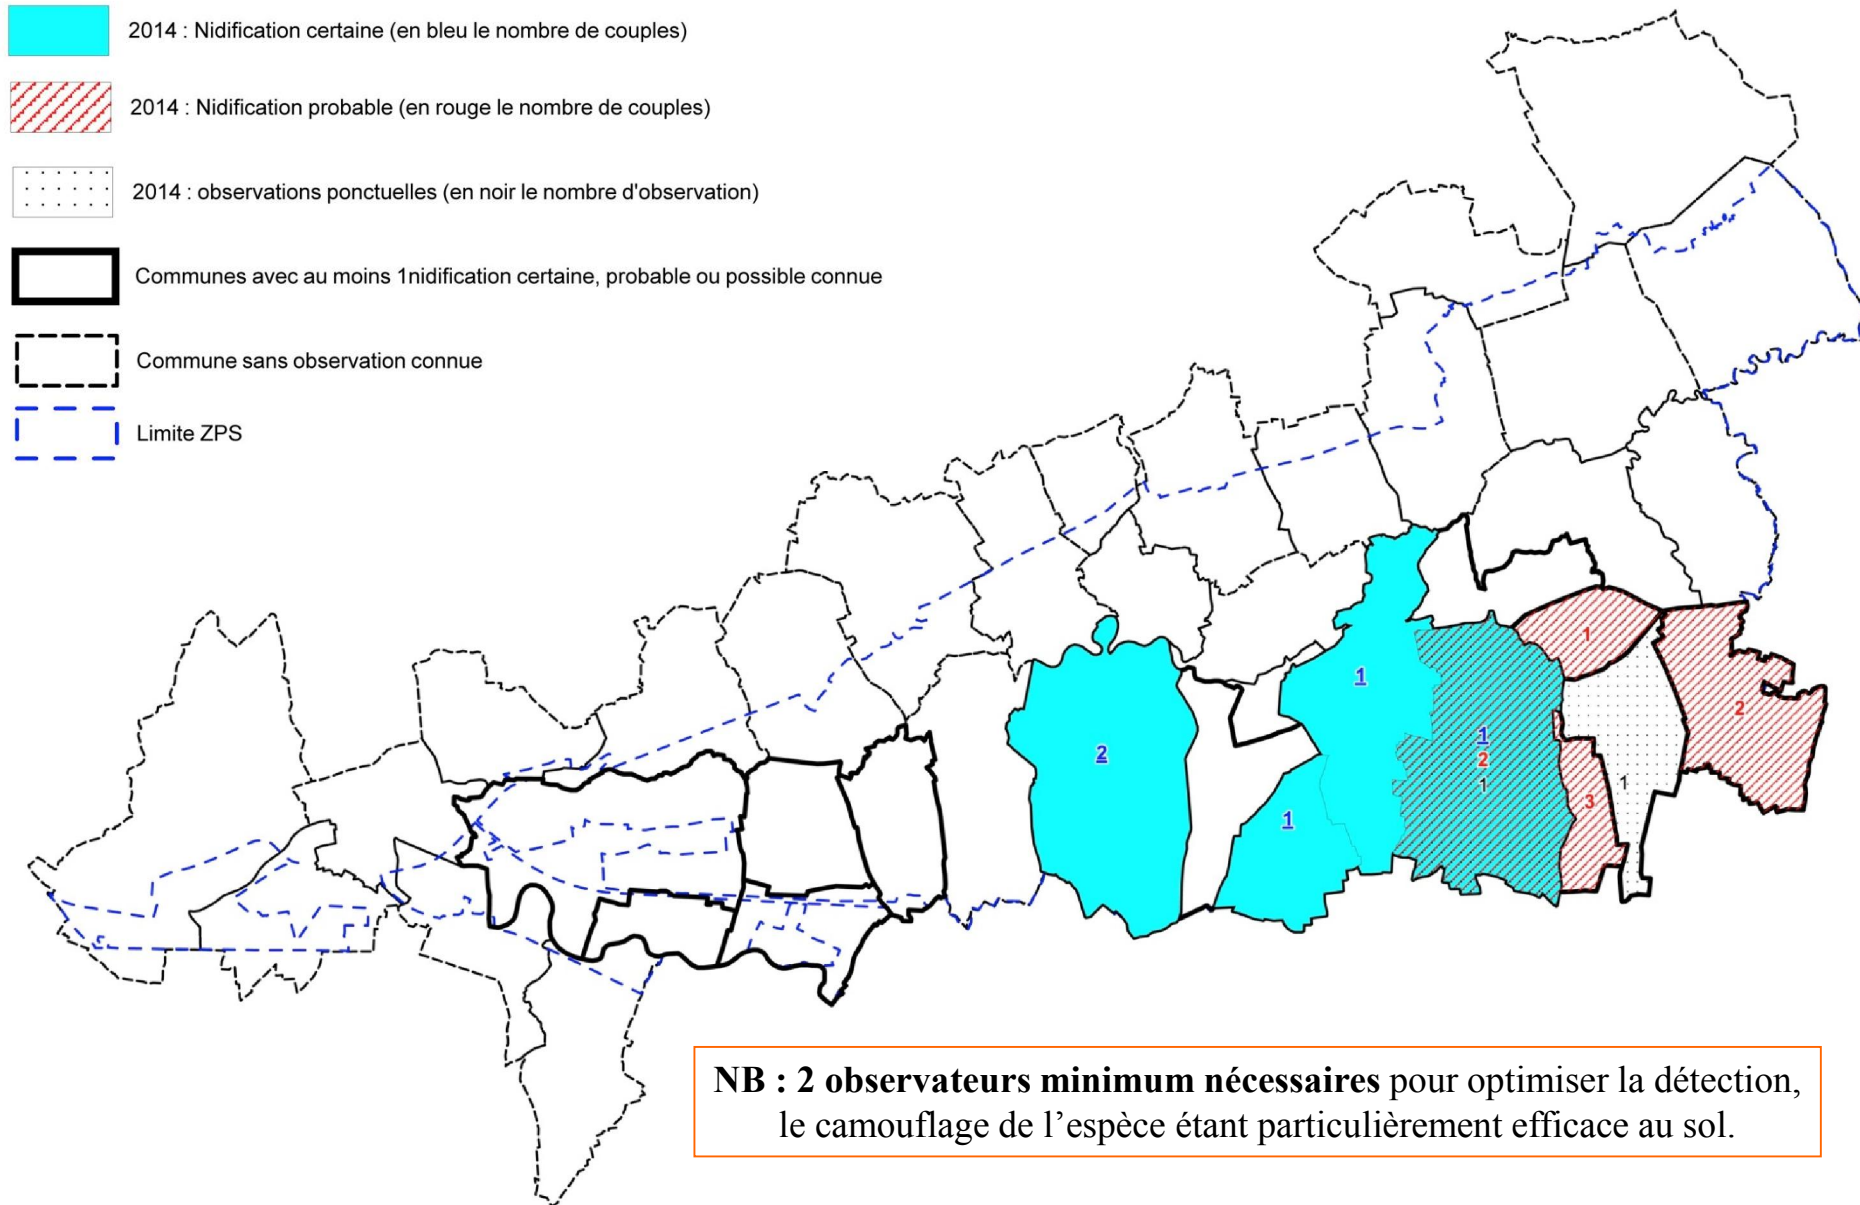 2014 : Nidification certaine (en bleu le nombre de couples)
2014 : Nidification probable (en rouge le nombre de couples)
2014 : observations ponctuelles (en noir le nombre d'observation)
Communes avec au moins 1nidification certaine, probable ou possible connue
Commune sans observation connue
Limite ZPS
1
1
2
2
1
2
1
3
1
1
NB : 2 observateurs minimum nécessaires pour optimiser la détection,
le camouflage de l’espèce étant particulièrement efficace au sol.